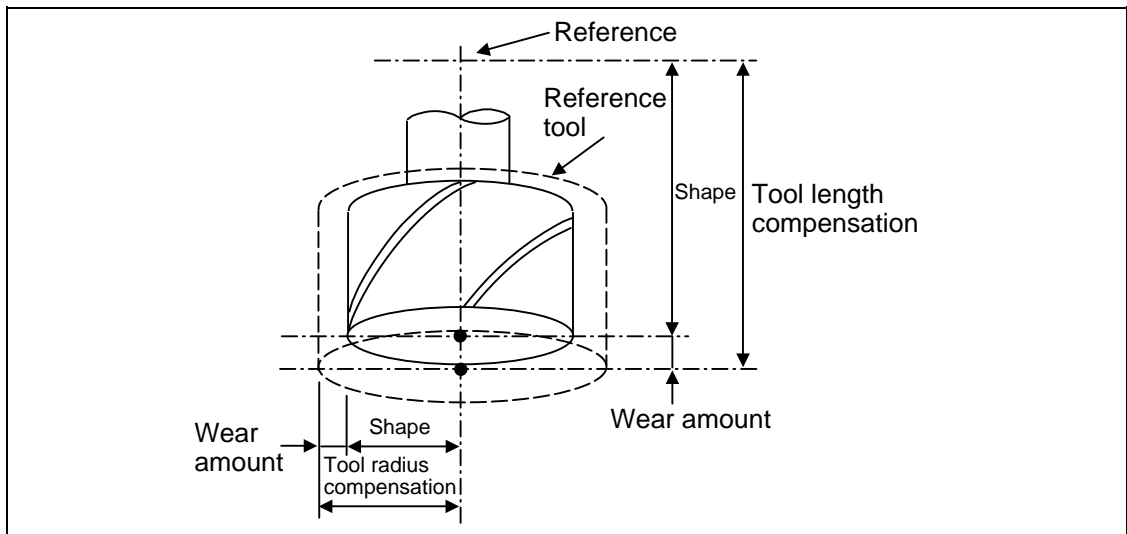 Reference
Reference
tool
Shape
Tool length
compensation
Wear amount
Wear
amount
Shape
Tool radius
compensation